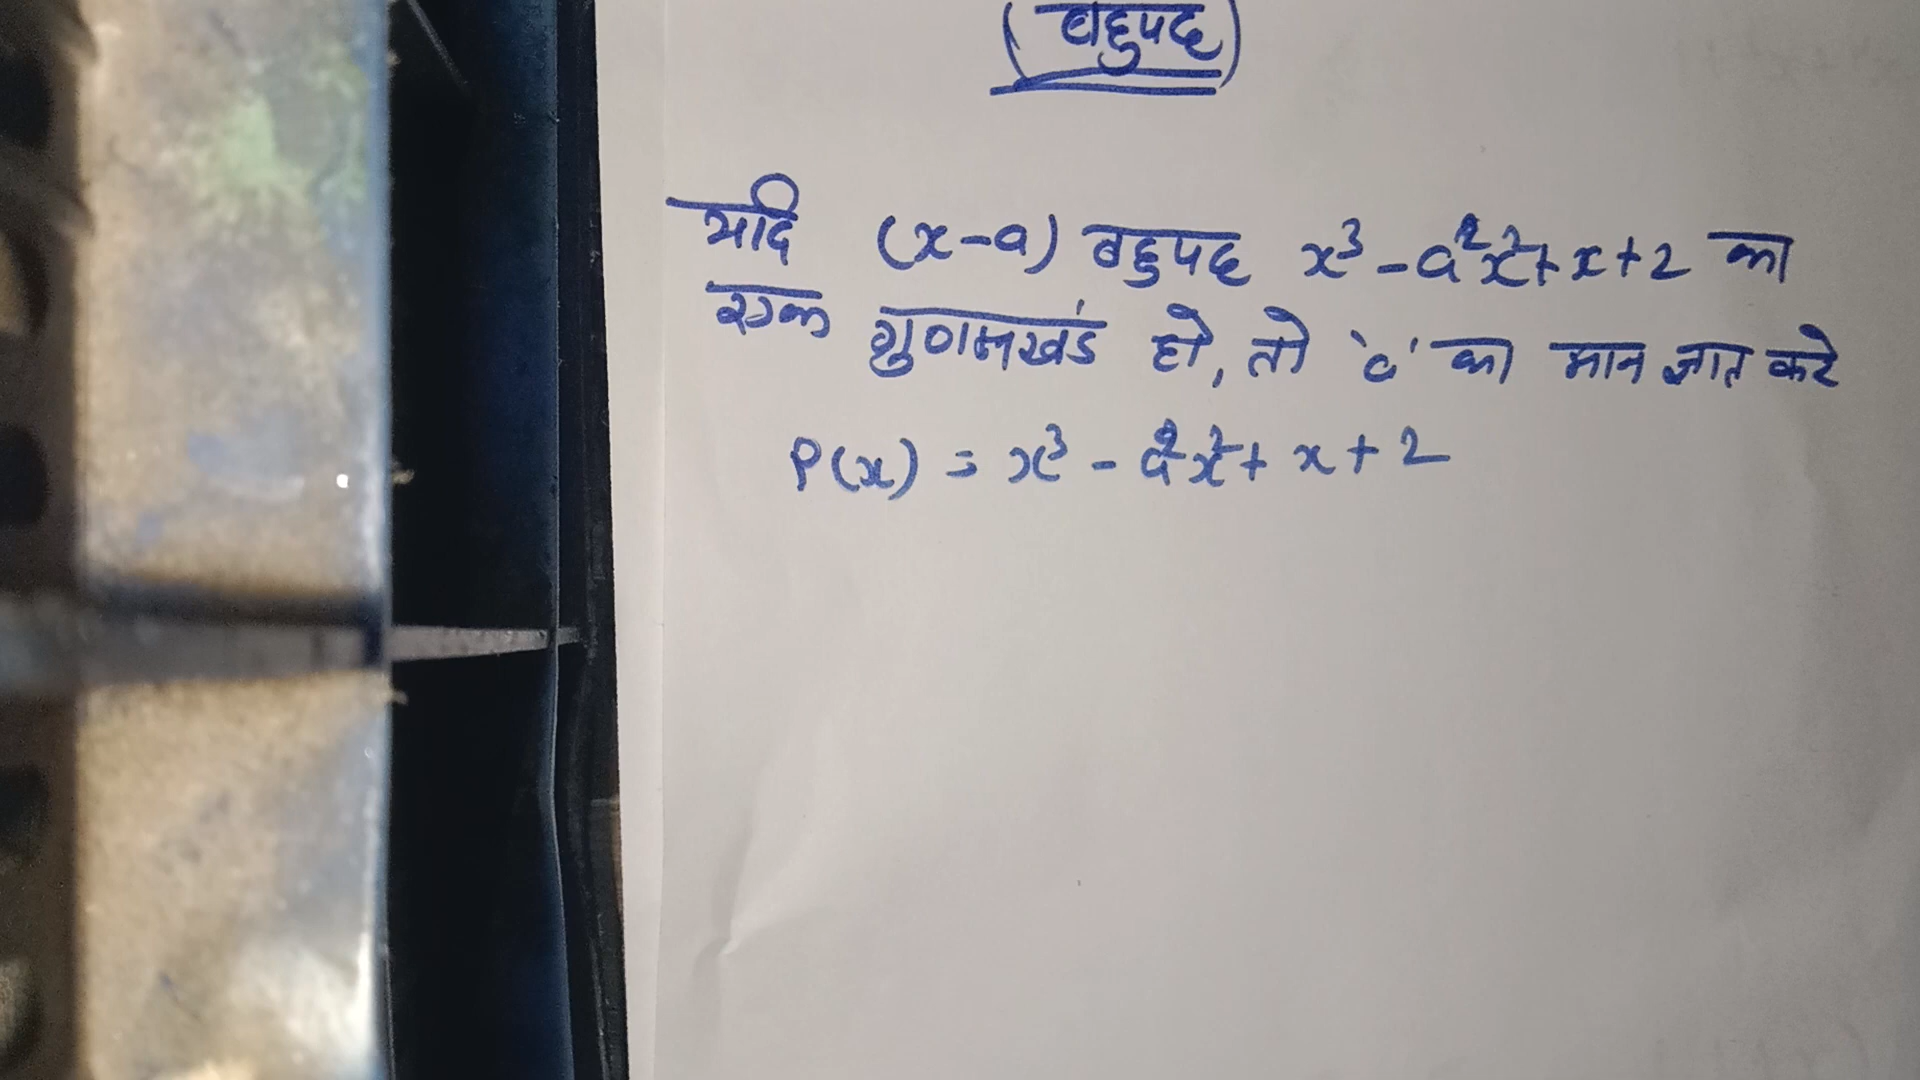 (बहुपद)
यदि (x-a) बहुपद x³-a²x²+x+2 का
एक गुणनखंड हो, तो 'a' का मान ज्ञात करे
P(x) = x³ - a²x² + x + 2